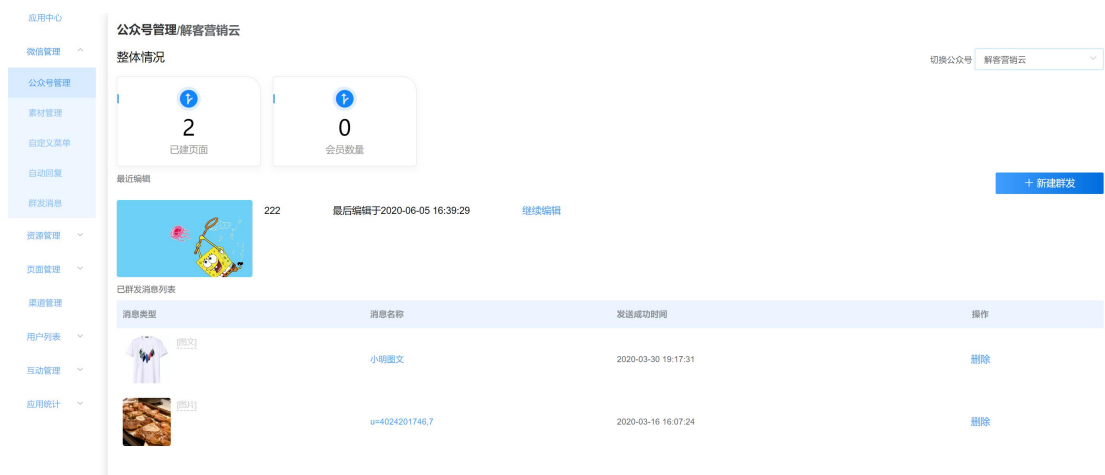 应用中心
微信管理
公众号管理
素材管理
自定义菜单
自动回复
群发消息
资源管理
页面管理
渠道管理
用户列表
互动管理
应用统计
公众号管理/解客营销云
整体情况
切换公众号 解客营销云
2
已建页面
0
会员数量
最近编辑
+ 新建群发
222 最后编辑于2020-06-05 16:39:29 继续编辑
已群发消息列表
消息类型 消息名称 发送成功时间 操作
[图文] 小明图文 2020-03-30 19:17:31 删除
[图片] u=4024201746,7 2020-03-16 16:07:24 删除